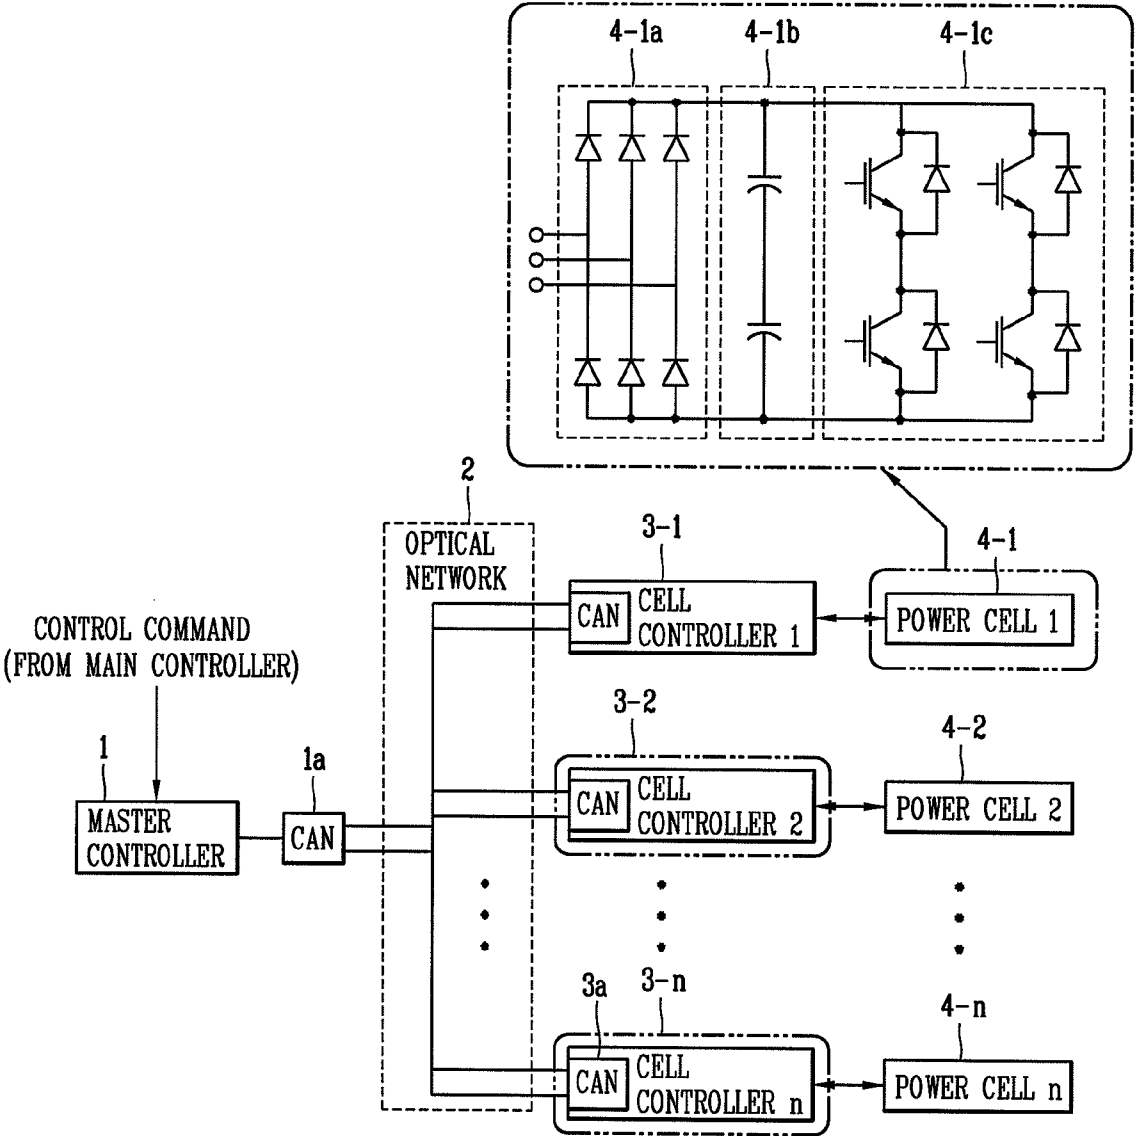 4-1a
4-1b
4-1c
2
OPTICAL
NETWORK
3-1
CAN
CELL
CONTROLLER 1
4-1
POWER CELL 1
CONTROL COMMAND
(FROM MAIN CONTROLLER)
1
MASTER
CONTROLLER
1a
CAN
3-2
CAN
CELL
CONTROLLER 2
4-2
POWER CELL 2
3a
3-n
CAN
CELL
CONTROLLER n
4-n
POWER CELL n